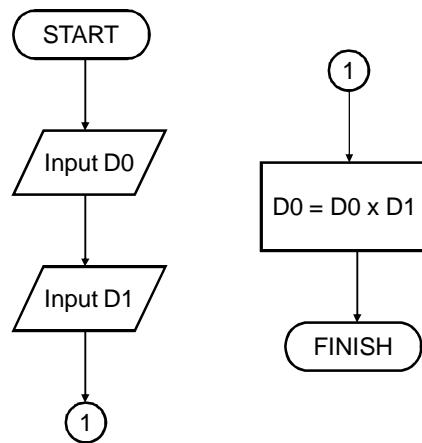 START
Input D0
Input D1
1
1
D0 = D0 x D1
FINISH